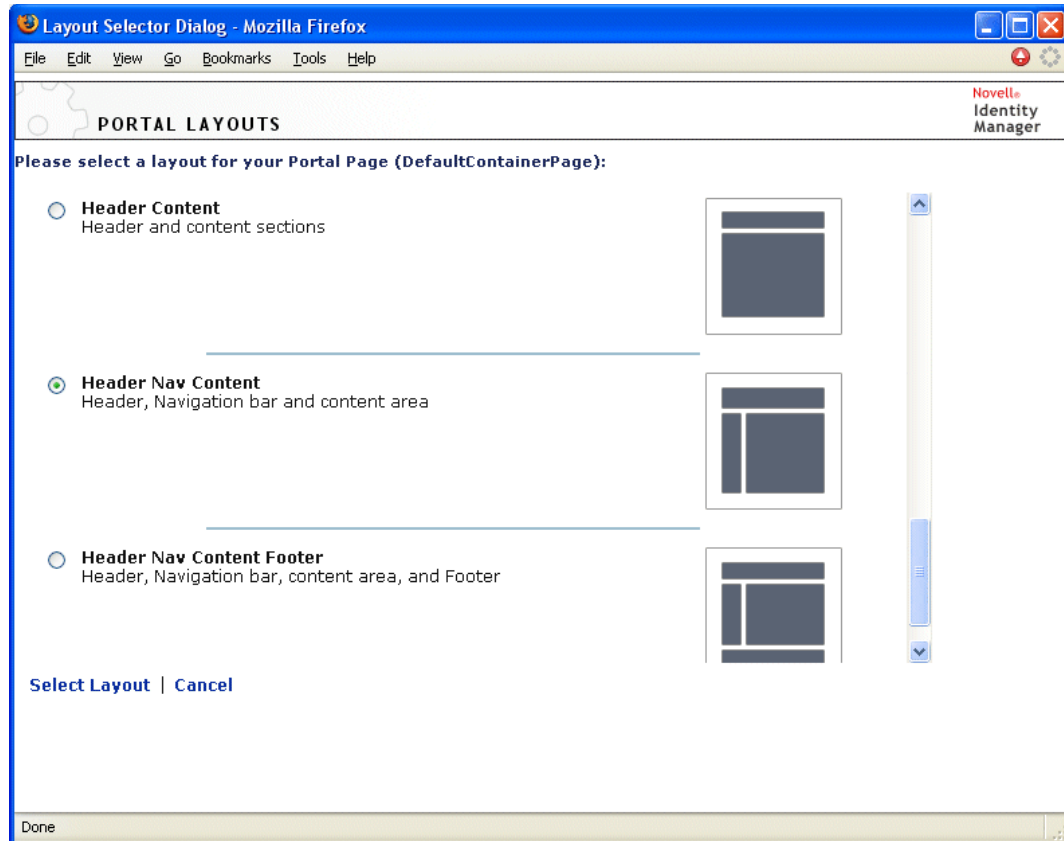 Layout Selector Dialog - Mozilla Firefox
File Edit View Go Bookmarks Tools Help
PORTAL LAYOUTS
Novell®
Identity
Manager
Please select a layout for your Portal Page (DefaultContainerPage):
Header Content
Header and content sections
Header Nav Content
Header, Navigation bar and content area
Header Nav Content Footer
Header, Navigation bar, content area, and Footer
Select Layout | Cancel
Done